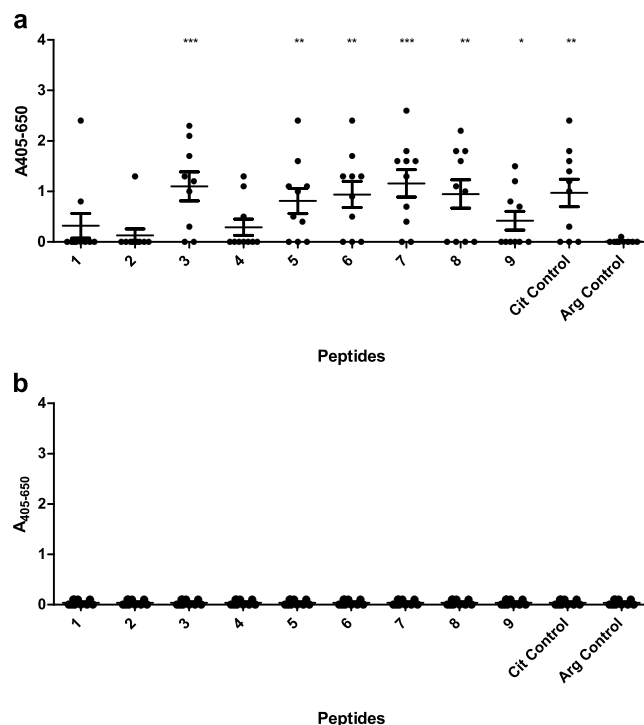 a
4
3
2
1
0
A405-650
*** ** ** *** ** * **
1 2 3 4 5 6 7 8 9 Cit Control Arg Control
Peptides
b
4
3
2
1
0
A405-650
1 2 3 4 5 6 7 8 9 Cit Control Arg Control
Peptides